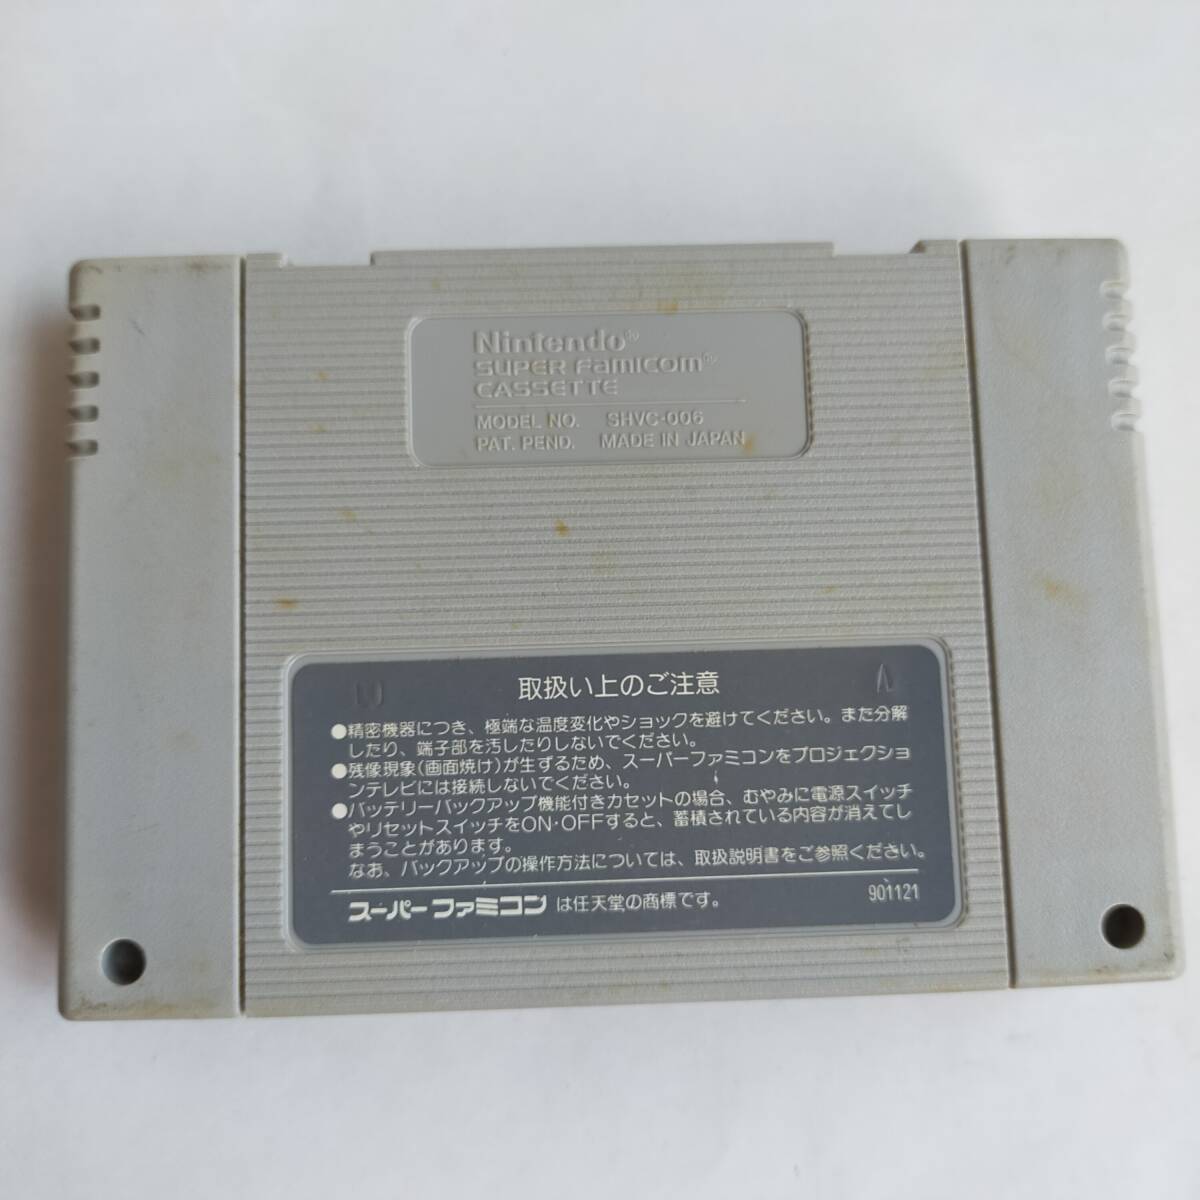 Nintendo®
SUPER Famicom®
CASSETTE
MODEL NO. SHVC-006
PAT. PEND. MADE IN JAPAN
取扱い上のご注意
●精密機器につき、極端な温度変化やショックを避けてください。また分解
したり、端子部を汚したりしないでください。
●残像現象(画面焼け)が生ずるため、スーパーファミコンをプロジェクショ
ンテレビには接続しないでください。
●バッテリーバックアップ機能付きカセットの場合、むやみに電源スイッチ
やリセットスイッチをON・OFFすると、蓄積されている内容が消えてし
まうことがあります。
なお、バックアップの操作方法については、取扱説明書をご参照ください。
スーパーファミコン は任天堂の商標です。
901121